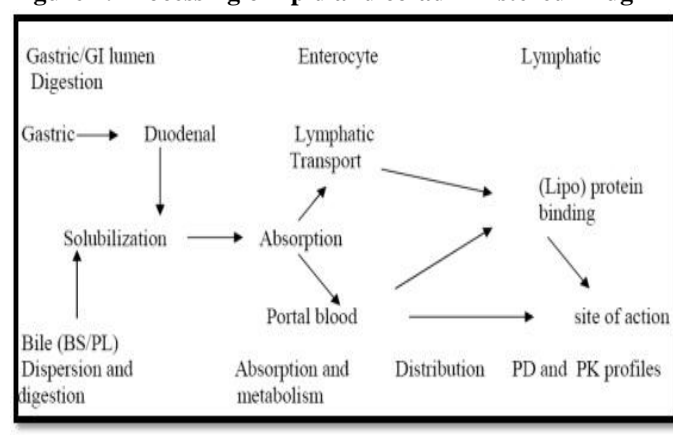 Gastric/GI lumen
Digestion
Enterocyte
Lymphatic
Gastric
Duodenal
Lymphatic
Transport
(Lipo) protein
binding
Solubilization
Absorption
Portal blood
site of action
Bile (BS/PL)
Dispersion and
digestion
Absorption and
metabolism
Distribution
PD and PK profiles